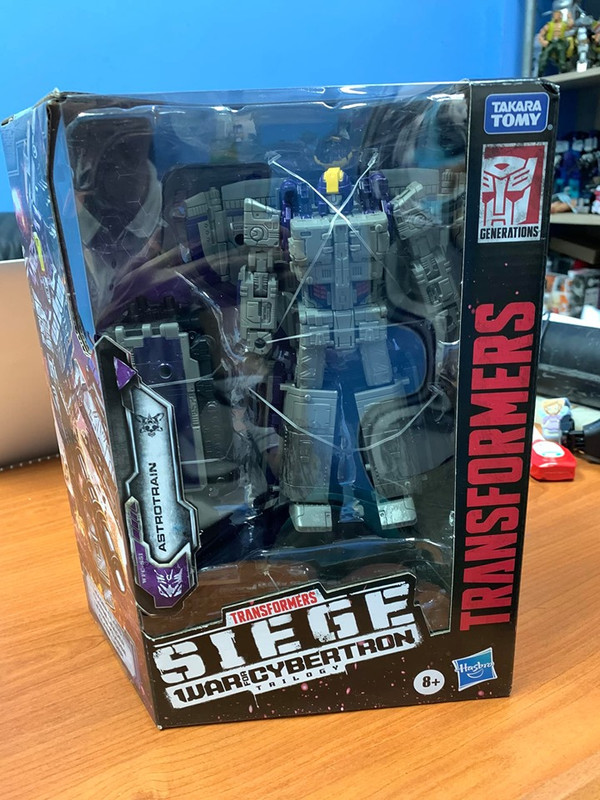 TAKARA
TOMY
GENERATIONS
TRANSFORMERS
ASTROTRAIN
TRANSFORMERS
SIEGE
WAR FOR CYBERTRON
TRILOGY
8+
Hasbro